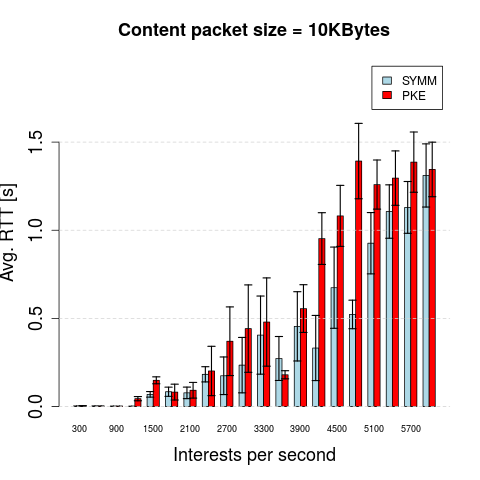 Content packet size = 10KBytes
SYMM
PKE
Avg. RTT [s]
1.5
1.0
0.5
0.0
300 900 1500 2100 2700 3300 3900 4500 5100 5700
Interests per second